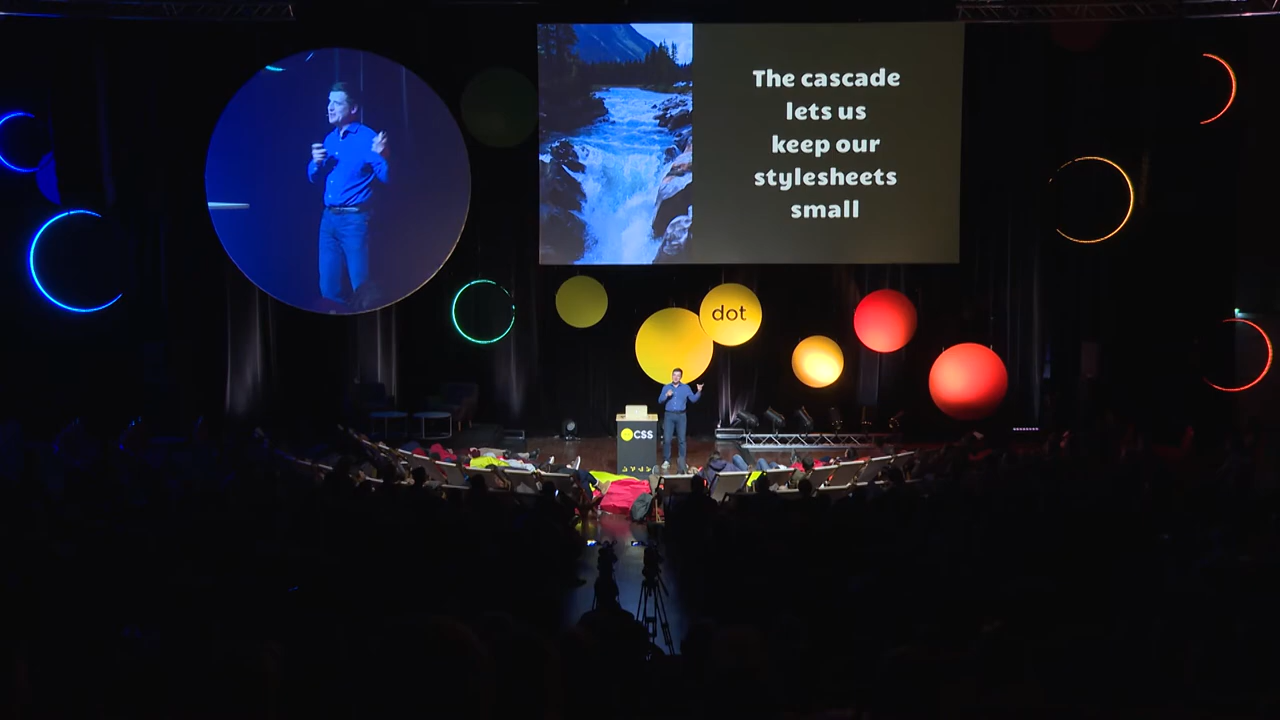 The cascade
lets us
keep our
stylesheets
small
dot
CSS